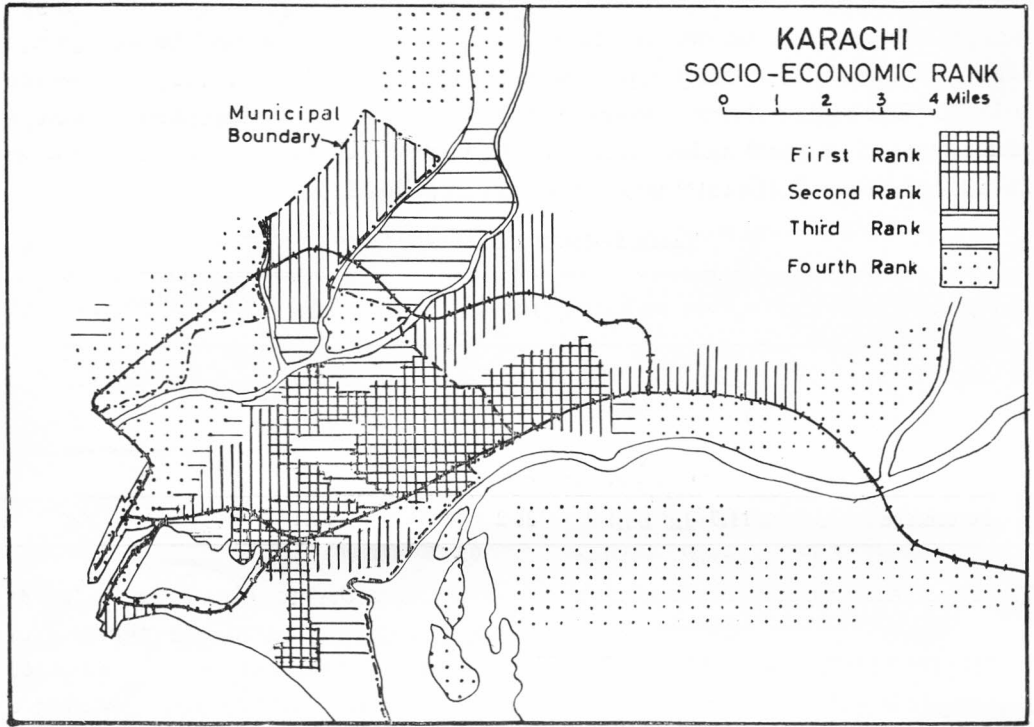 KARACHI
SOCIO-ECONOMIC RANK
0 1 2 3 4 Miles
Municipal
Boundary
First Rank
Second Rank
Third Rank
Fourth Rank